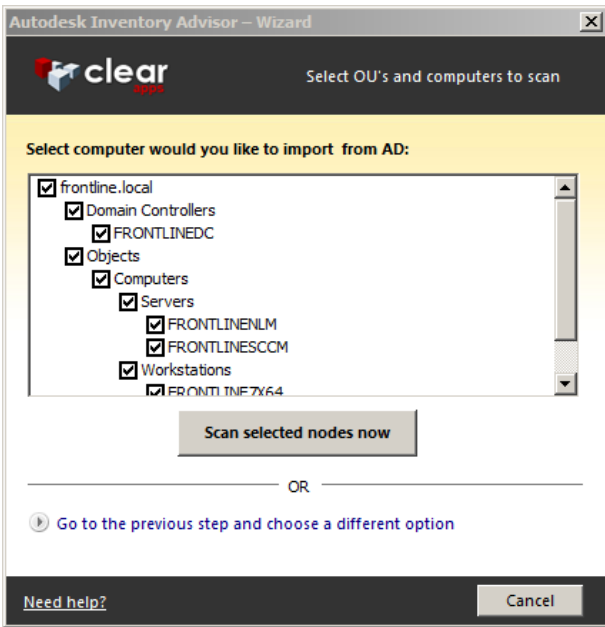 Autodesk Inventory Advisor – Wizard
clear
apps
Select OU's and computers to scan
Select computer would you like to import from AD:
frontline.local
Domain Controllers
FRONTLINEDC
Objects
Computers
Servers
FRONTLINENLM
FRONTLINESCCM
Workstations
FRONTLINE7X64
Scan selected nodes now
OR
Go to the previous step and choose a different option
Need help?
Cancel